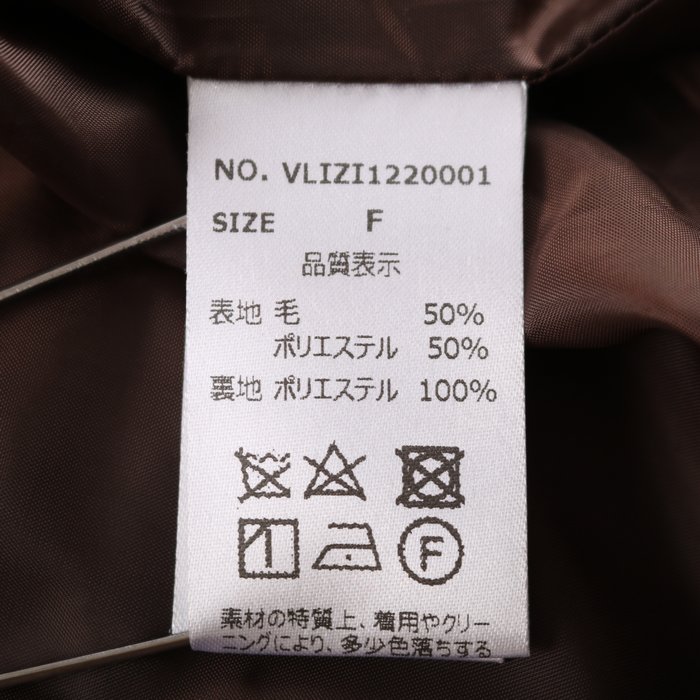 NO. VLIZI1220001
SIZE F
品質表示
表地 毛 50%
ポリエステル 50%
裏地 ポリエステル 100%
F
素材の特質上、着用やクリー
ニングにより、多少色落ちする